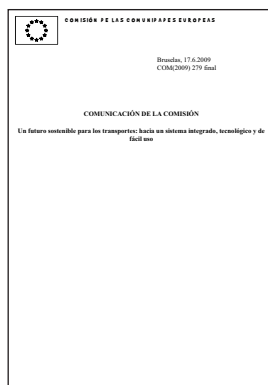 COMISIÓN DE LAS COMUNIDADES EUROPEAS
Bruselas, 17.6.2009
COM(2009) 279 final
COMUNICACIÓN DE LA COMISIÓN
Un futuro sostenible para los transportes: hacia un sistema integrado, tecnológico y de
fácil uso